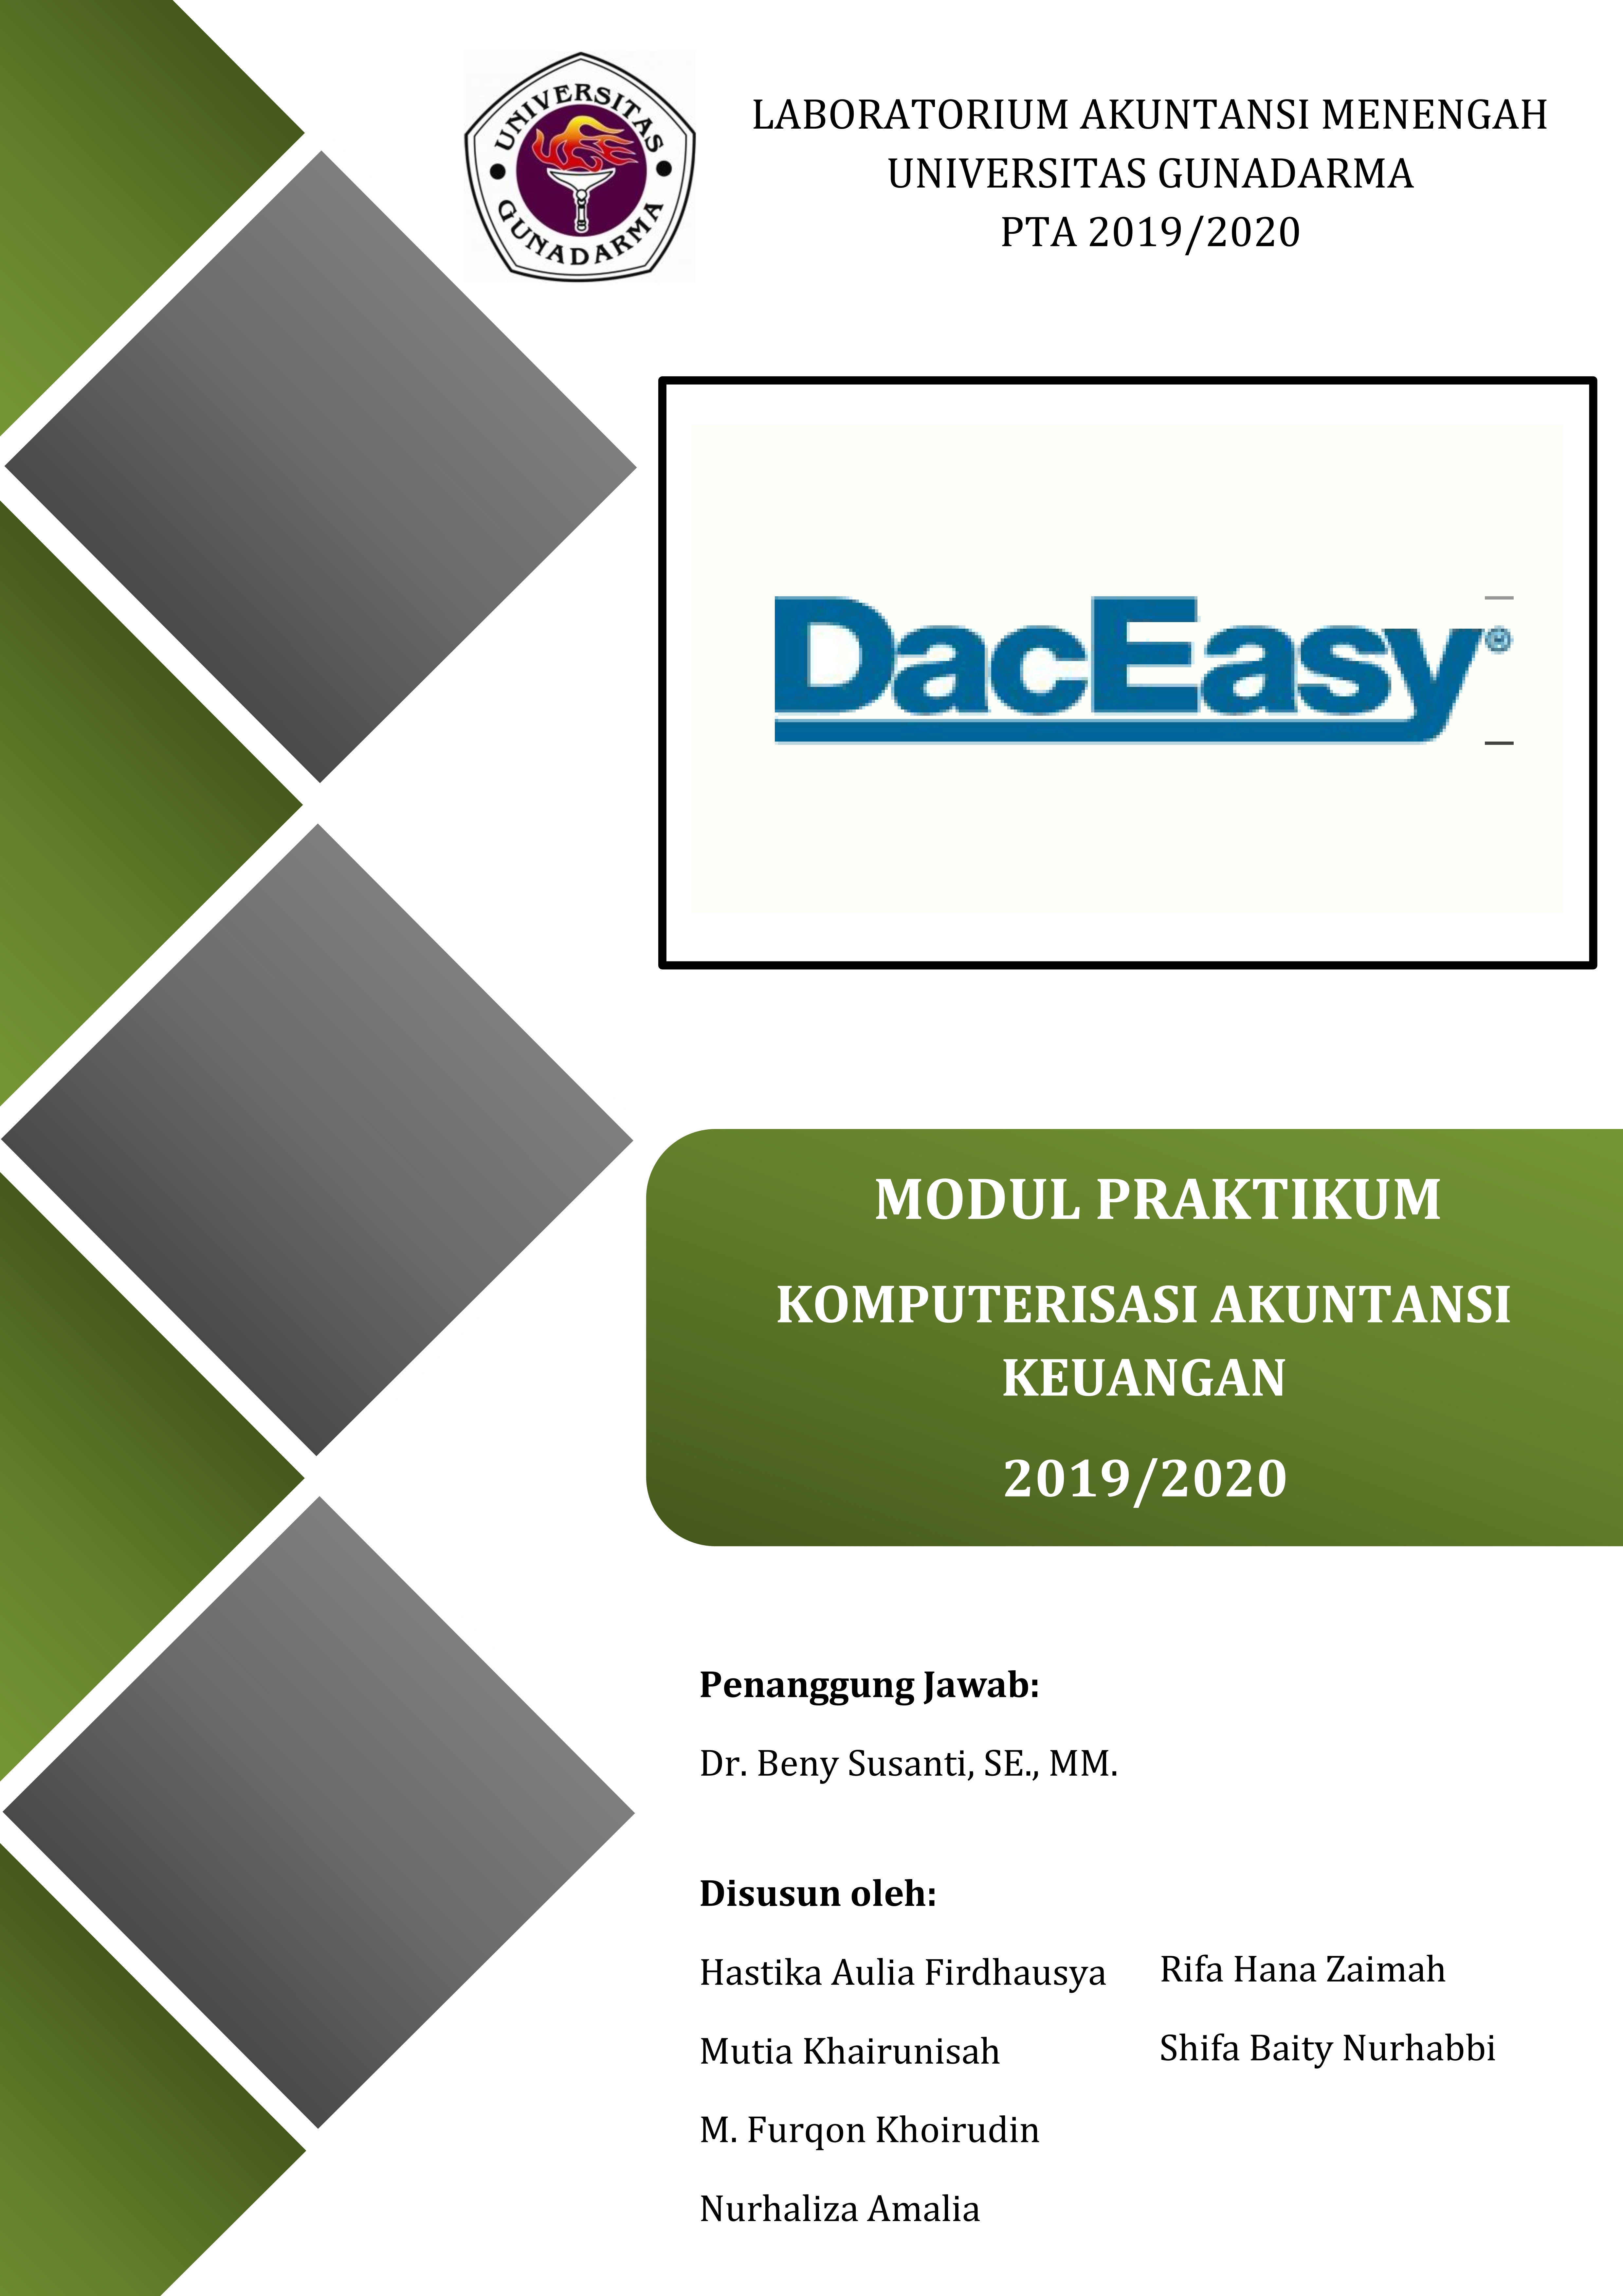 UNIVERSITAS
GUNADARMA
LABORATORIUM AKUNTANSI MENENGAH
UNIVERSITAS GUNADARMA
PTA 2019/2020
DacEasy®
MODUL PRAKTIKUM
KOMPUTERISASI AKUNTANSI
KEUANGAN
2019/2020
Penanggung Jawab:
Dr. Beny Susanti, SE., MM.
Disusun oleh:
Hastika Aulia Firdhausya
Mutia Khairunisah
M. Furqon Khoirudin
Nurhaliza Amalia
Rifa Hana Zaimah
Shifa Baity Nurhabbi